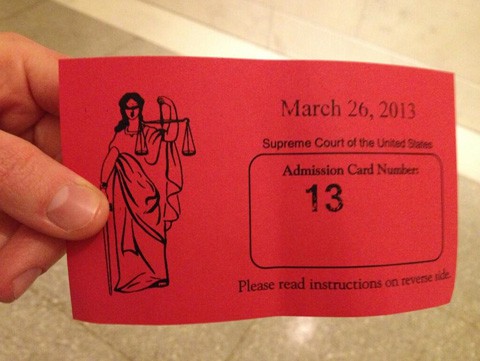 March 26, 2013
Supreme Court of the United States
Admission Card Number:
13
Please read instructions on reverse side.